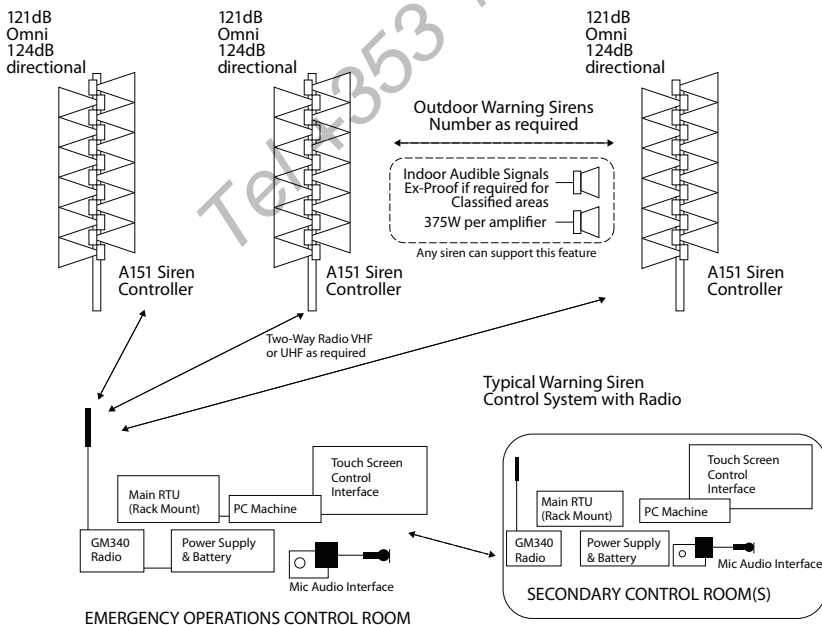 121dB
Omni
124dB
directional
121dB
Omni
124dB
directional
121dB
Omni
124dB
directional
Tel +353 1
Outdoor Warning Sirens
Number as required
Indoor Audible Signals
Ex-Proof if required for
Classified areas
375W per amplifier
Any siren can support this feature
A151 Siren
Controller
A151 Siren
Controller
A151 Siren
Controller
Two-Way Radio VHF
or UHF as required
Typical Warning Siren
Control System with Radio
Touch Screen
Control
Interface
Main RTU
(Rack Mount)
PC Machine
GM340
Radio
Power Supply
& Battery
Mic Audio Interface
EMERGENCY OPERATIONS CONTROL ROOM
Touch Screen
Control
Interface
Main RTU
(Rack Mount)
PC Machine
GM340
Radio
Power Supply
& Battery
Mic Audio Interface
SECONDARY CONTROL ROOM(S)